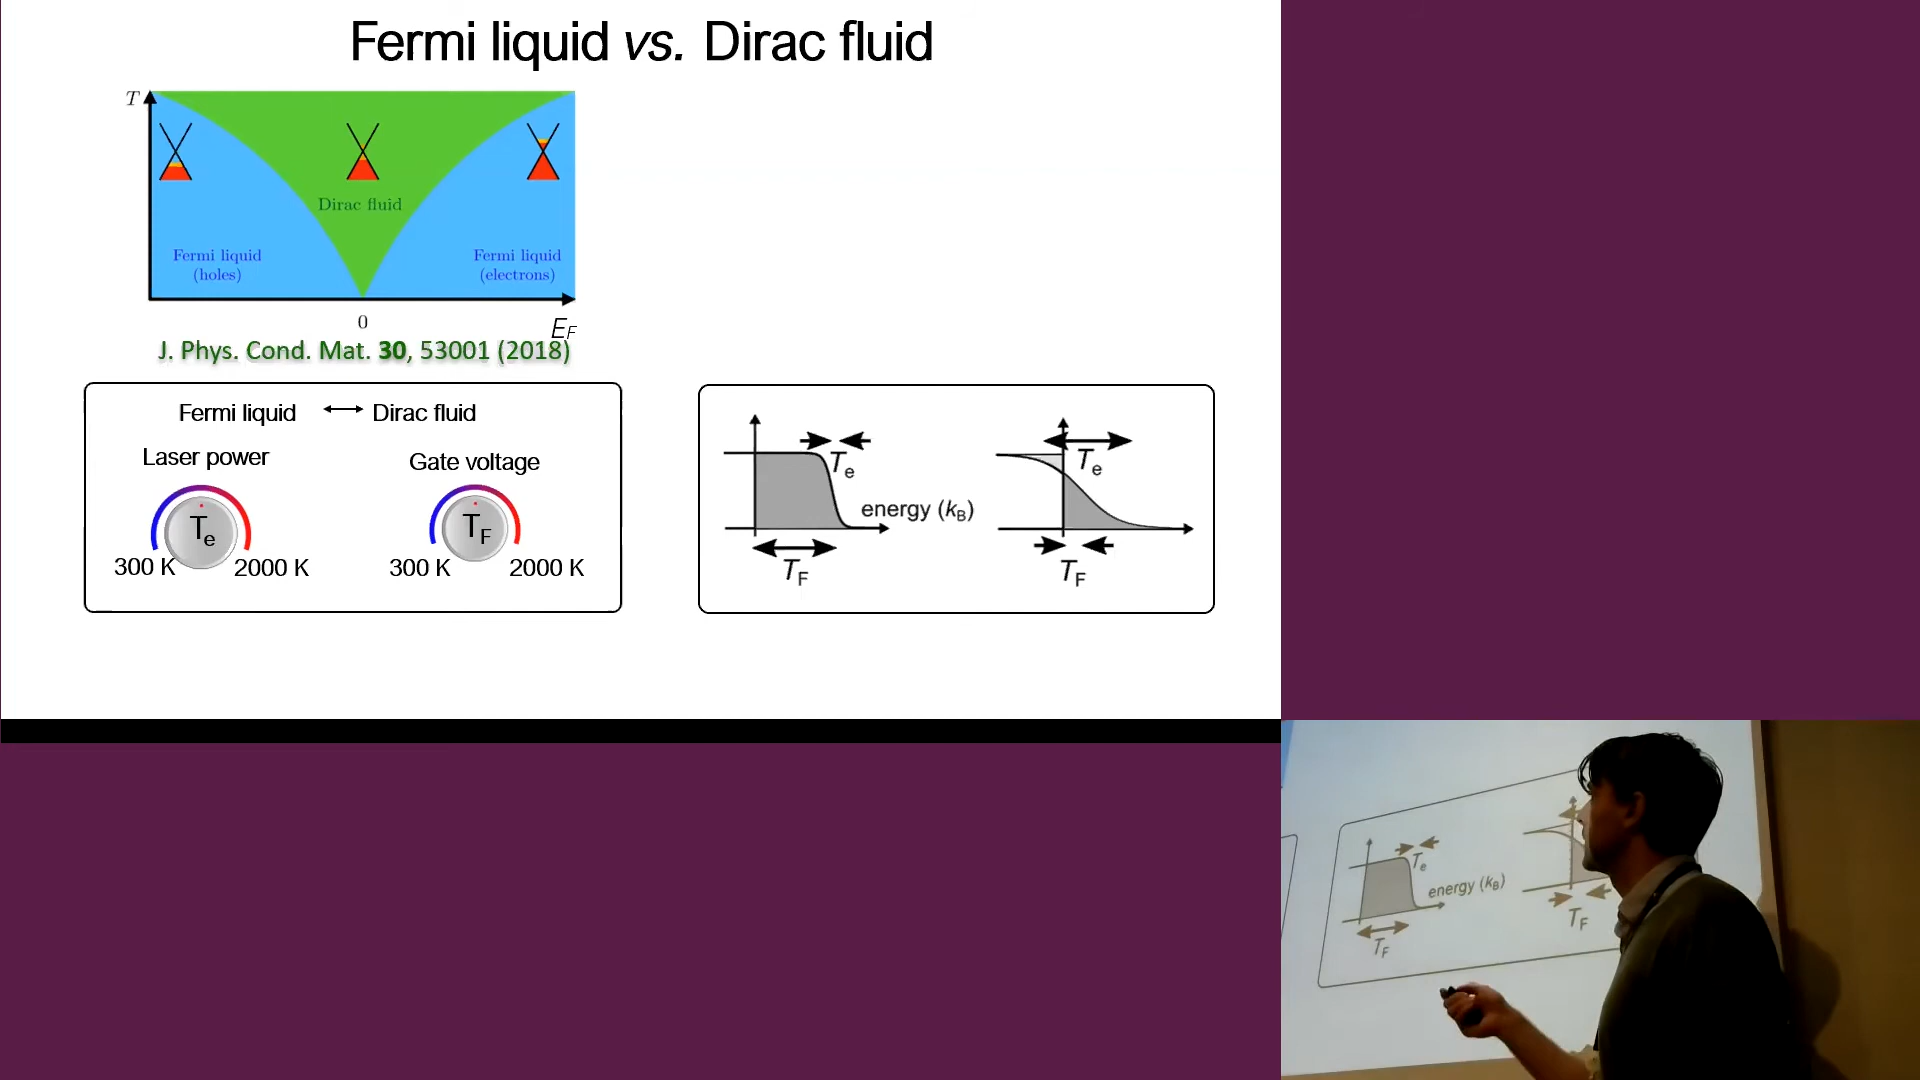 Fermi liquid vs. Dirac fluid
T
Dirac fluid
Fermi liquid
(holes)
Fermi liquid
(electrons)
0
EF
J. Phys. Cond. Mat. 30, 53001 (2018)
Fermi liquid ⟷ Dirac fluid
Laser power
Te
300 K
2000 K
Gate voltage
TF
300 K
2000 K
Te
energy (kB)
TF
Te
TF
Te
energy (kB)
TF
TF